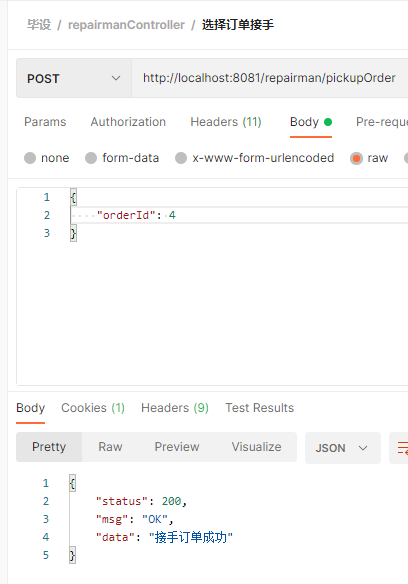 毕设 / repairmanController / 选择订单接手
POST http://localhost:8081/repairman/pickupOrder
Params Authorization Headers (11) Body Pre-reque
none form-data x-www-form-urlencoded raw
1 {
2 "orderId": 4
3 }
Body Cookies (1) Headers (9) Test Results
Pretty Raw Preview Visualize JSON
1 {
2 "status": 200,
3 "msg": "OK",
4 "data": "接手订单成功"
5 }